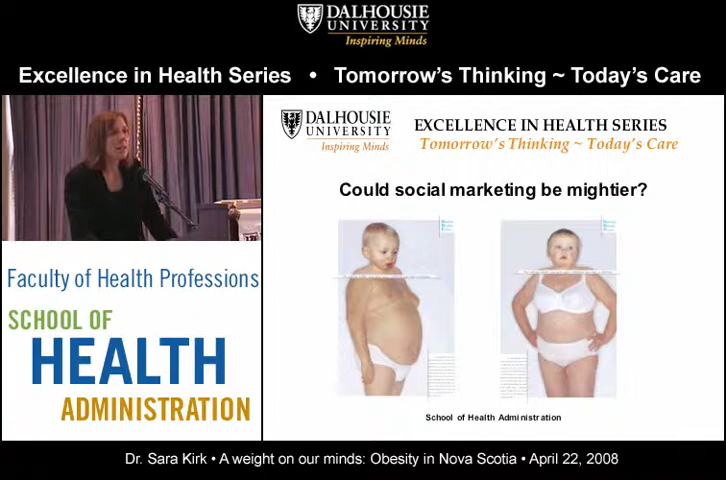 DALHOUSIE
UNIVERSITY
Inspiring Minds
Excellence in Health Series • Tomorrow's Thinking ~ Today's Care
DALHOUSIE
UNIVERSITY
Inspiring Minds
EXCELLENCE IN HEALTH SERIES
Tomorrow's Thinking ~ Today's Care
Could social marketing be mightier?
School of Health Administration
Faculty of Health Professions
SCHOOL OF
HEALTH
ADMINISTRATION
Dr. Sara Kirk • A weight on our minds: Obesity in Nova Scotia • April 22, 2008